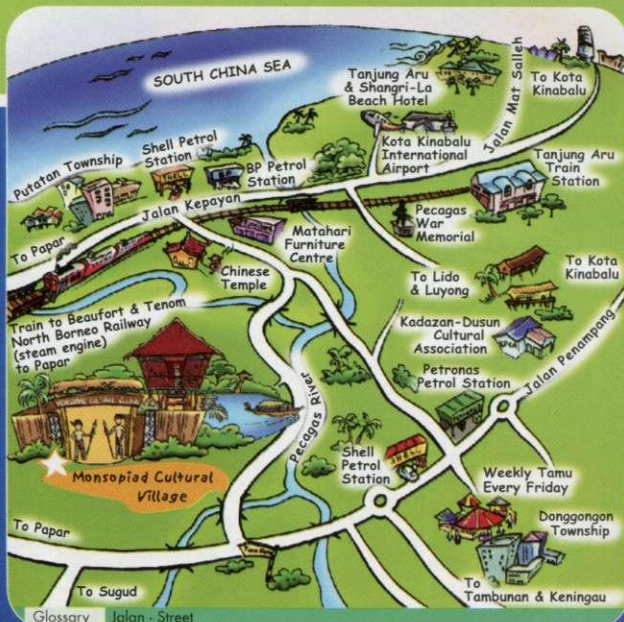 SOUTH CHINA SEA
Tanjung Aru
& Shangri-La
Beach Hotel
Jalan Mat Salleh
To Kota
Kinabalu
Shell Petrol
Station
Putatan Township
SHELL
BP Petrol
Station
Kota Kinabalu
International
Airport
Tanjung Aru
Train
Station
Jalan Kepayan
To Papar
Matahari
Furniture
Centre
Pecagas
War
Memorial
Chinese
Temple
To Lido
& Luyong
To Kota
Kinabalu
Train to Beaufort & Tenom
North Borneo Railway
(steam engine)
to Papar
Kadazan-Dusun
Cultural
Association
Jalan Penampang
Petronas
Petrol Station
Pecagas River
Shell
Petrol
Station
SHELL
Monsopiad Cultural
Village
Weekly Tamu
Every Friday
Donggongon
Township
To Papar
To Sugud
To
Tambunan & Keningau
Glossary Jalan - Street